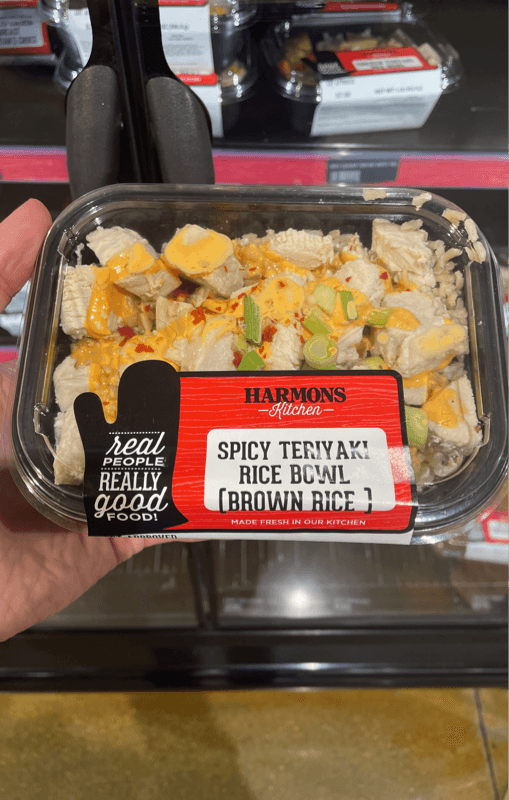 HARMONS
Kitchen
real
PEOPLE
REALLY
good
FOOD!
SPICY TERIYAKI
RICE BOWL
(BROWN RICE )
MADE FRESH IN OUR KITCHEN